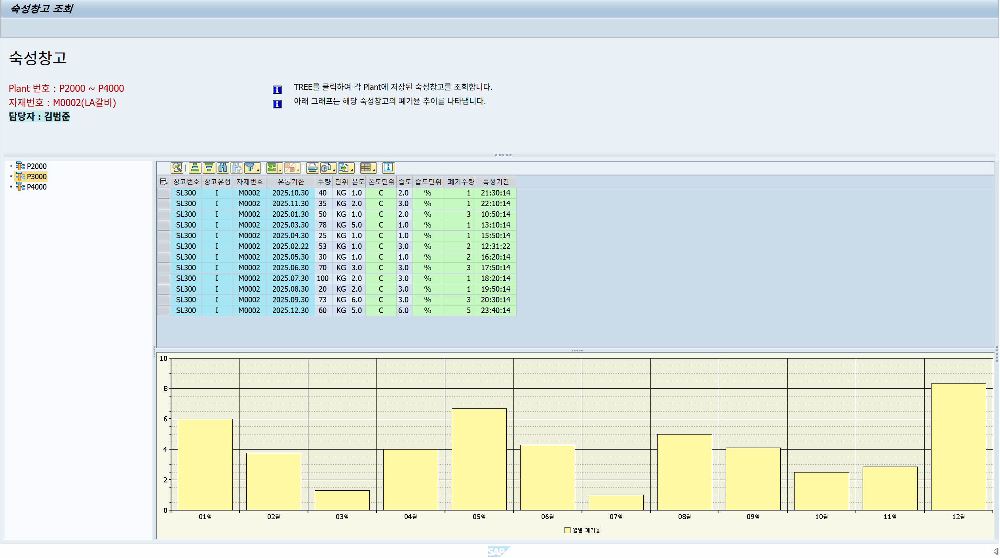 숙성창고 조회
숙성창고
Plant 번호 : P2000 ~ P4000
자재번호 : M0002(LA갈비)
담당자 : 김범준
TREE를 클릭하여 각 Plant에 저장된 숙성창고를 조회합니다.
아래 그래프는 해당 숙성창고의 폐기율 추이를 나타냅니다.
P2000
P3000
P4000
창고번호 창고유형 자재번호 유통기한 수량 단위 온도 온도단위 습도 습도단위 폐기수량 숙성기간
SL300 I M0002 2025.10.30 40 KG 1.0 C 2.0 % 1 21:30:14
SL300 I M0002 2025.11.30 35 KG 2.0 C 3.0 % 1 22:10:14
SL300 I M0002 2025.01.30 50 KG 1.0 C 2.0 % 3 10:50:14
SL300 I M0002 2025.03.30 78 KG 5.0 C 1.0 % 1 13:10:14
SL300 I M0002 2025.04.30 25 KG 1.0 C 1.0 % 1 15:50:14
SL300 I M0002 2025.02.22 53 KG 1.0 C 3.0 % 2 12:31:22
SL300 I M0002 2025.05.30 30 KG 1.0 C 1.0 % 2 16:20:14
SL300 I M0002 2025.06.30 70 KG 3.0 C 3.0 % 3 17:50:14
SL300 I M0002 2025.07.30 100 KG 2.0 C 3.0 % 1 18:20:14
SL300 I M0002 2025.08.30 20 KG 2.0 C 3.0 % 1 19:50:14
SL300 I M0002 2025.09.30 73 KG 6.0 C 3.0 % 3 20:30:14
SL300 I M0002 2025.12.30 60 KG 5.0 C 6.0 % 5 23:40:14
10
8
6
4
2
0
01월 02월 03월 04월 05월 06월 07월 08월 09월 10월 11월 12월
월별 폐기율
SAP